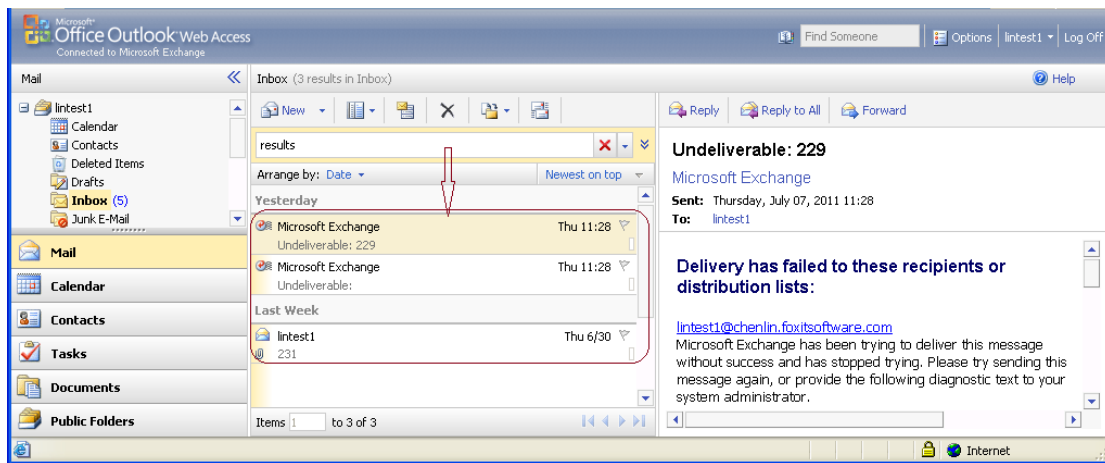 Microsoft®
Office Outlook Web Access
Connected to Microsoft Exchange
Find Someone
Options
lintest1
Log Off
Mail
Inbox (3 results in Inbox)
Help
lintest1
Calendar
Contacts
Deleted Items
Drafts
Inbox (5)
Junk E-Mail
Mail
Calendar
Contacts
Tasks
Documents
Public Folders
New
results
Arrange by: Date
Newest on top
Yesterday
Microsoft Exchange Thu 11:28
Undeliverable: 229
Microsoft Exchange Thu 11:28
Undeliverable:
Last Week
lintest1 Thu 6/30
231
Items 1 to 3 of 3
Reply
Reply to All
Forward
Undeliverable: 229
Microsoft Exchange
Sent: Thursday, July 07, 2011 11:28
To: lintest1
Delivery has failed to these recipients or
distribution lists:
lintest1@chenlin.foxitsoftware.com
Microsoft Exchange has been trying to deliver this message
without success and has stopped trying. Please try sending this
message again, or provide the following diagnostic text to your
system administrator.
Internet